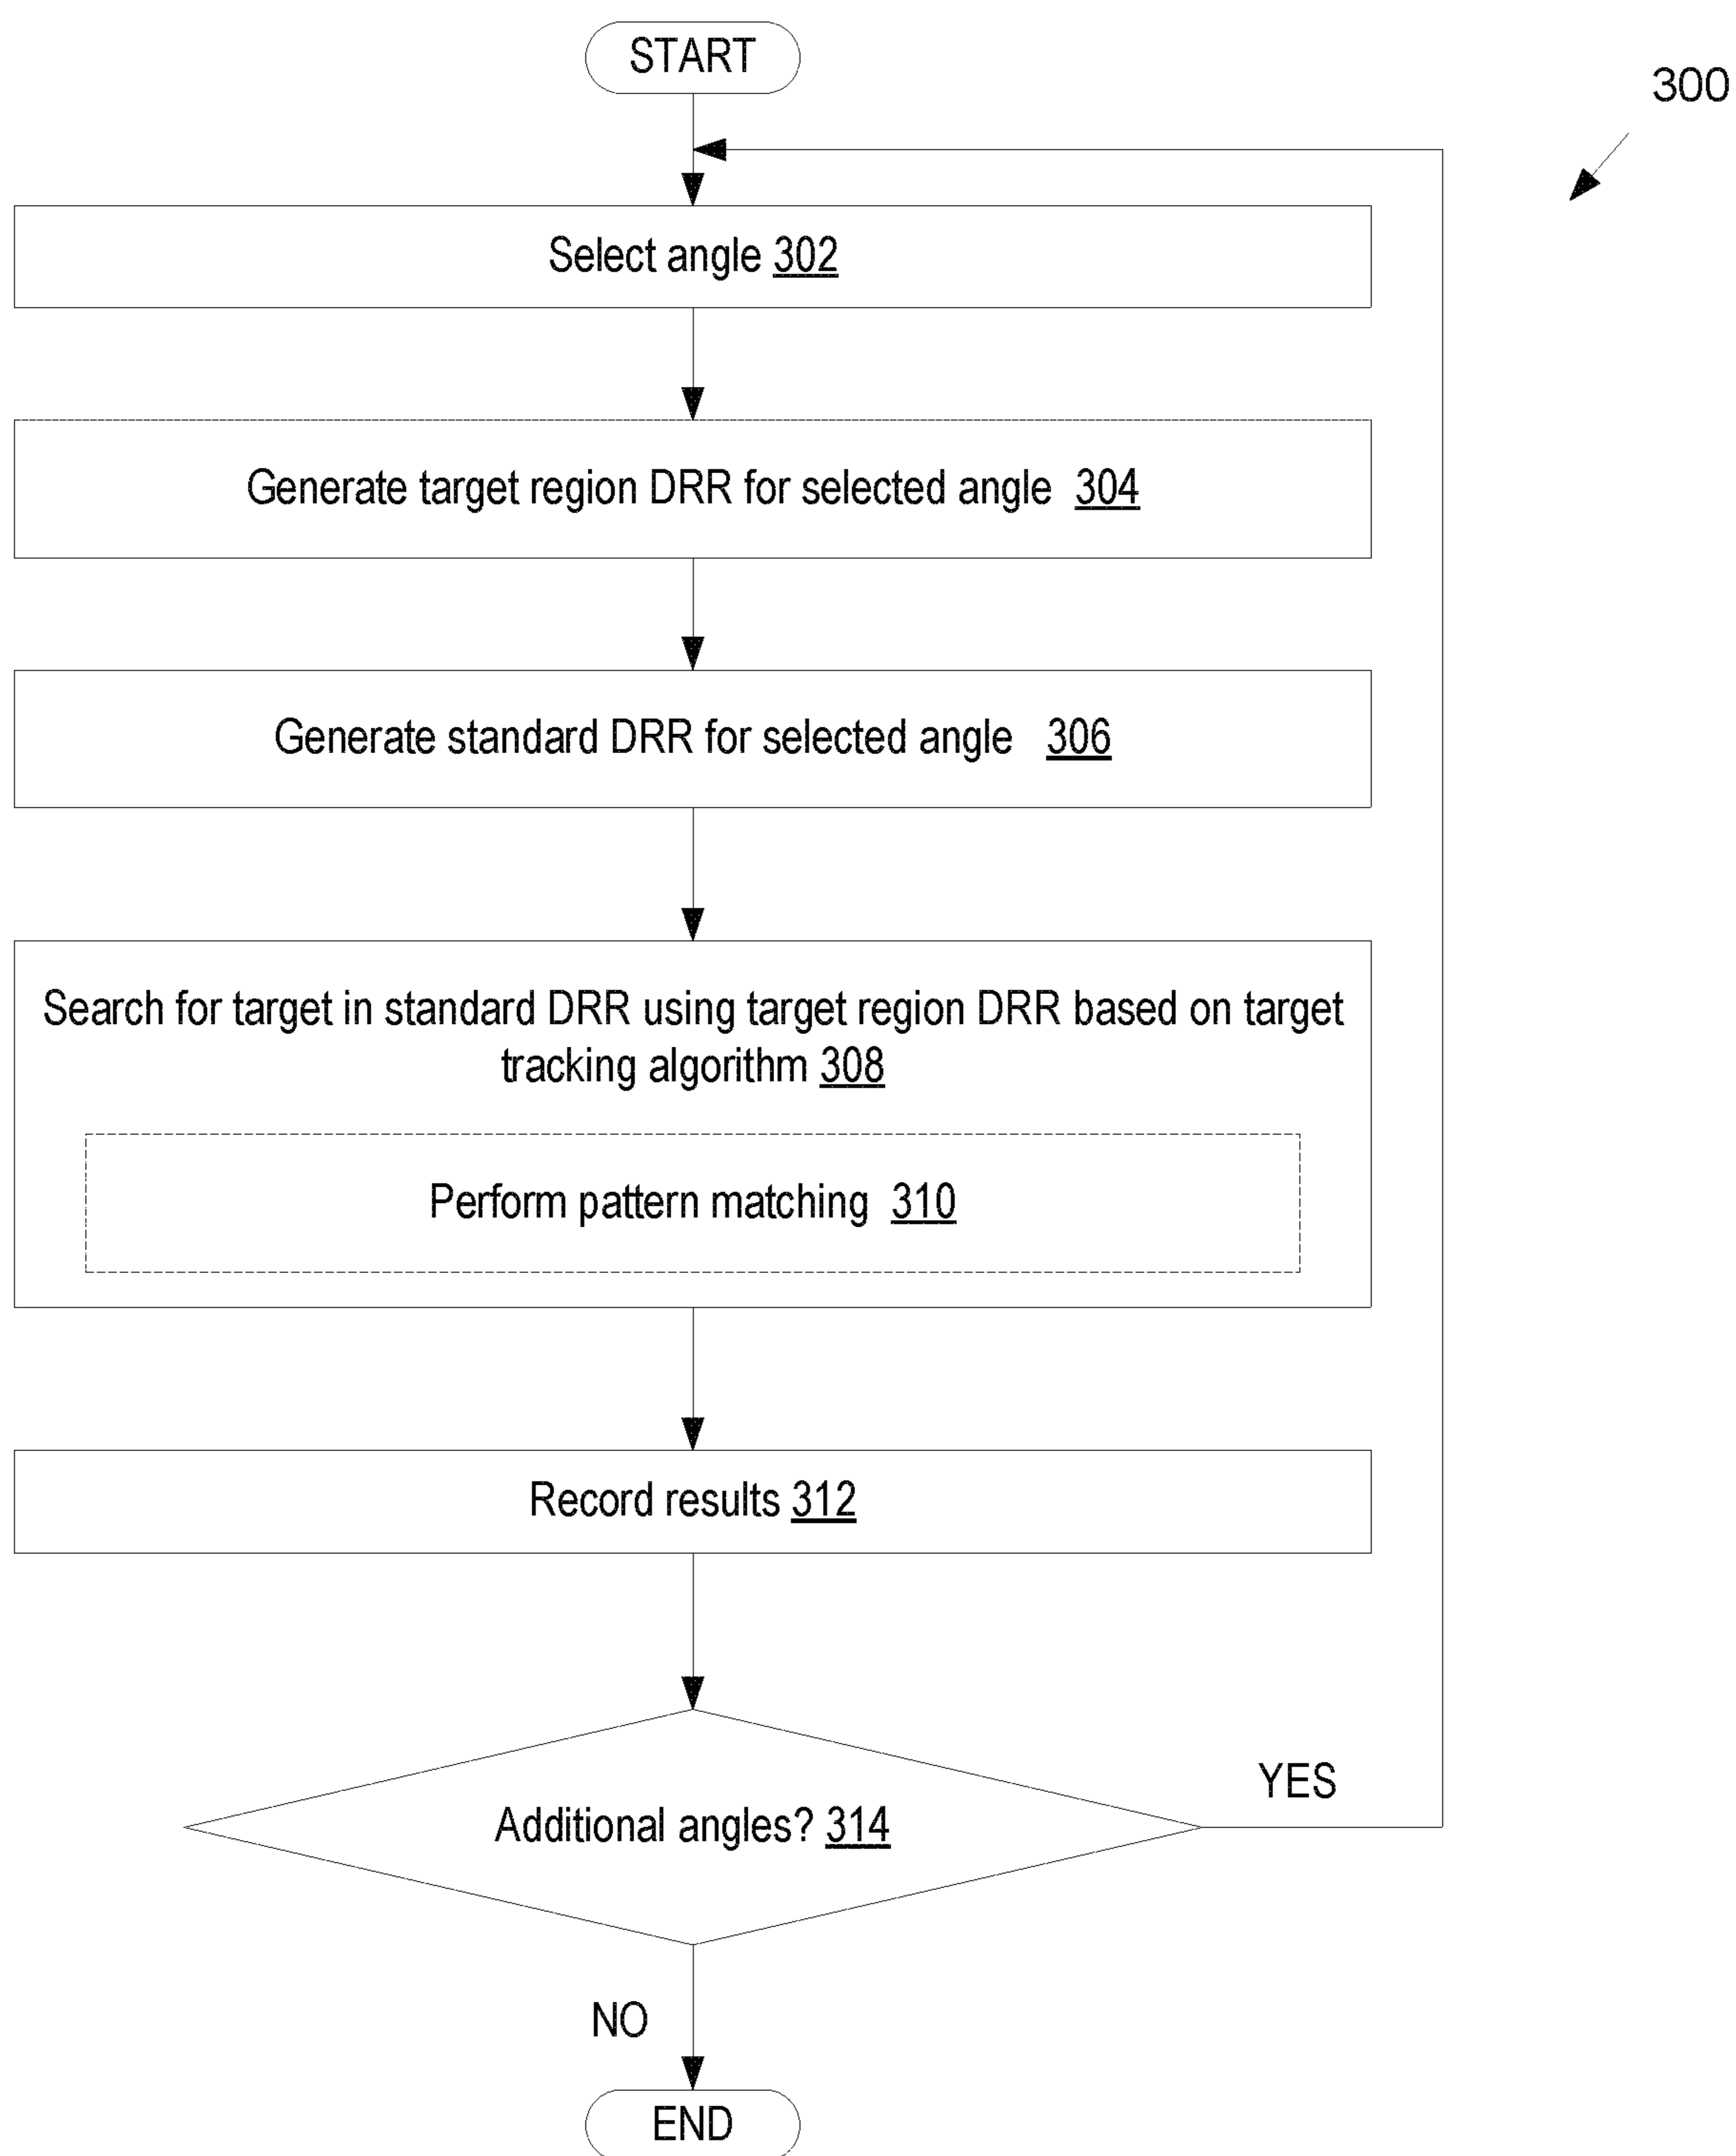 START
300
Select angle 302
Generate target region DRR for selected angle 304
Generate standard DRR for selected angle 306
Search for target in standard DRR using target region DRR based on target
tracking algorithm 308
Perform pattern matching 310
Record results 312
Additional angles? 314
YES
NO
END